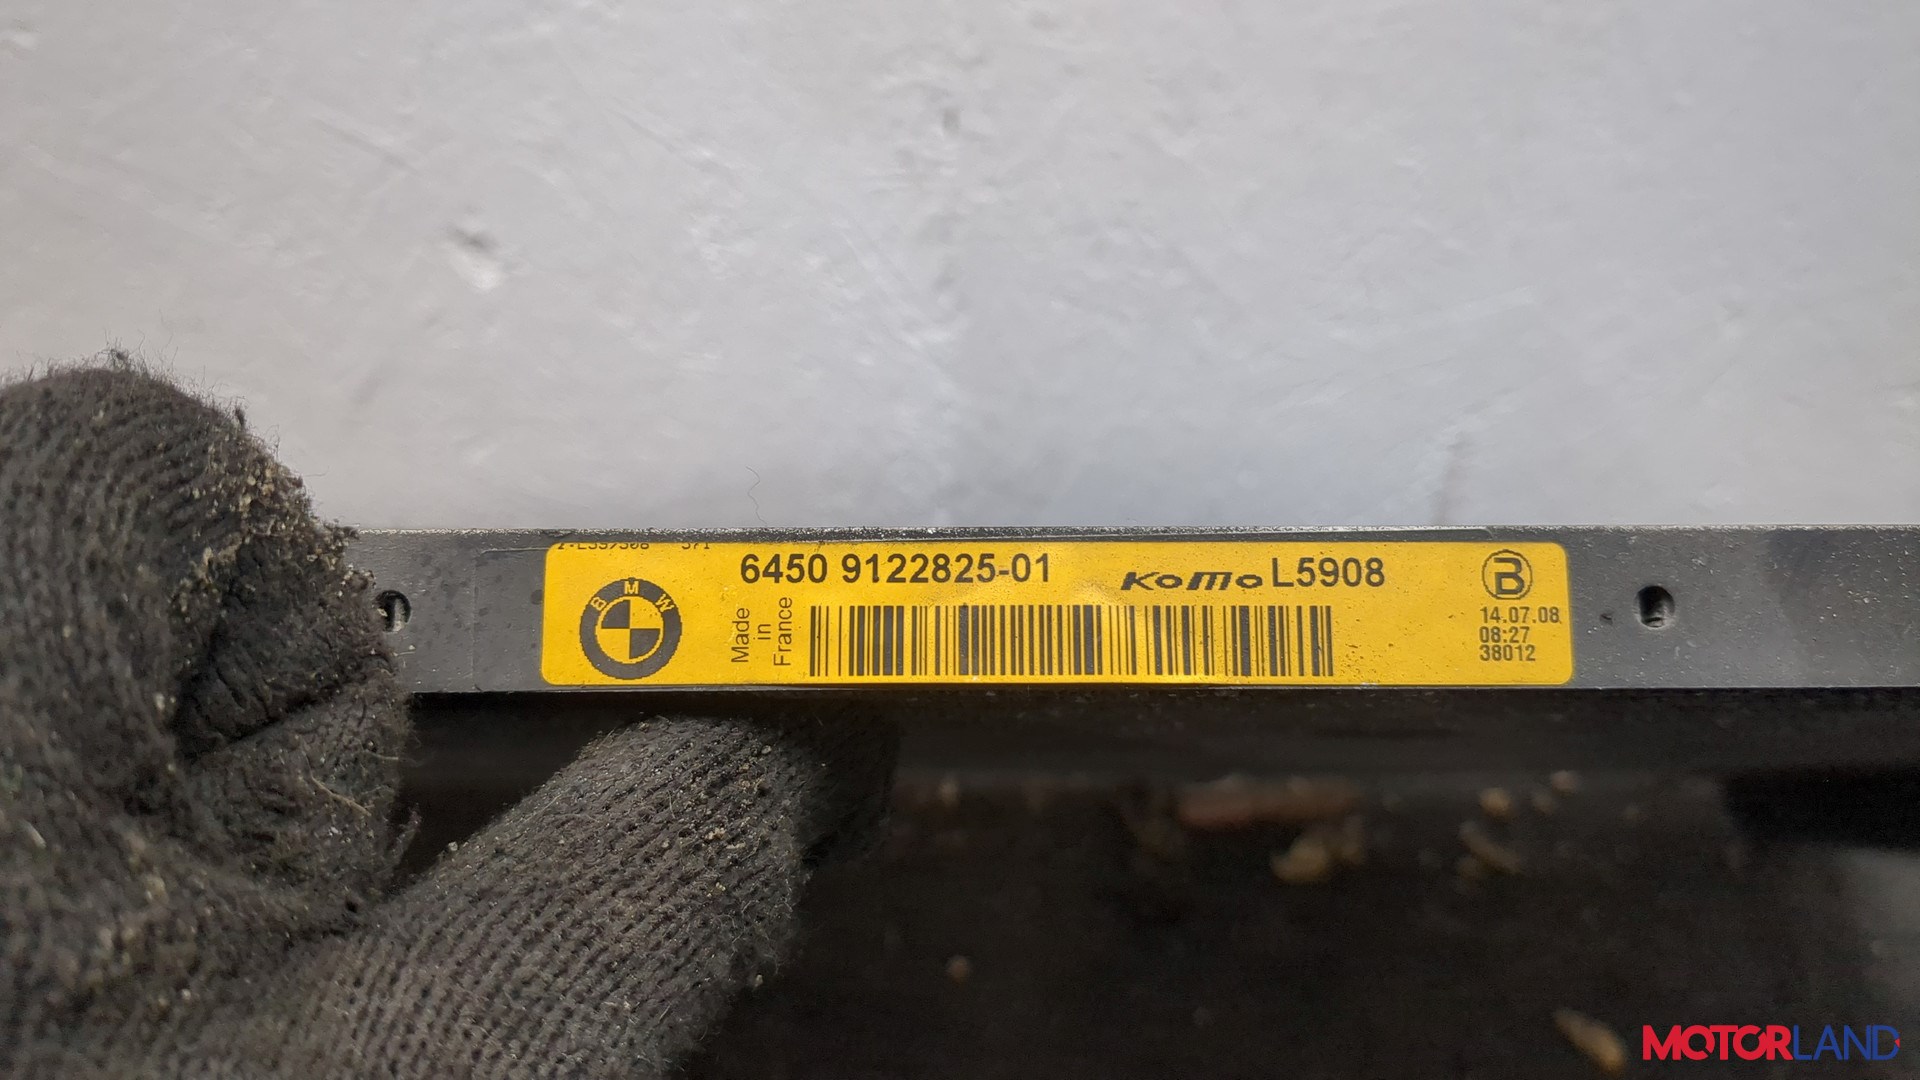 6450 9122825-01
KOMO L5908
BMW
Made
in
France
B
14.07.08
08:27
38012
MOTORLAND